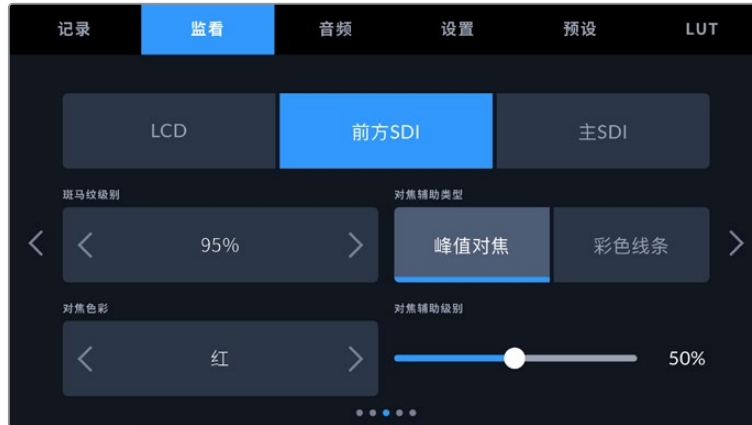 记录 监看 音频 设置 预设 LUT
LCD 前方SDI 主SDI
斑马纹级别 对焦辅助类型
95% 峰值对焦 彩色线条
对焦色彩 对焦辅助级别
红 50%